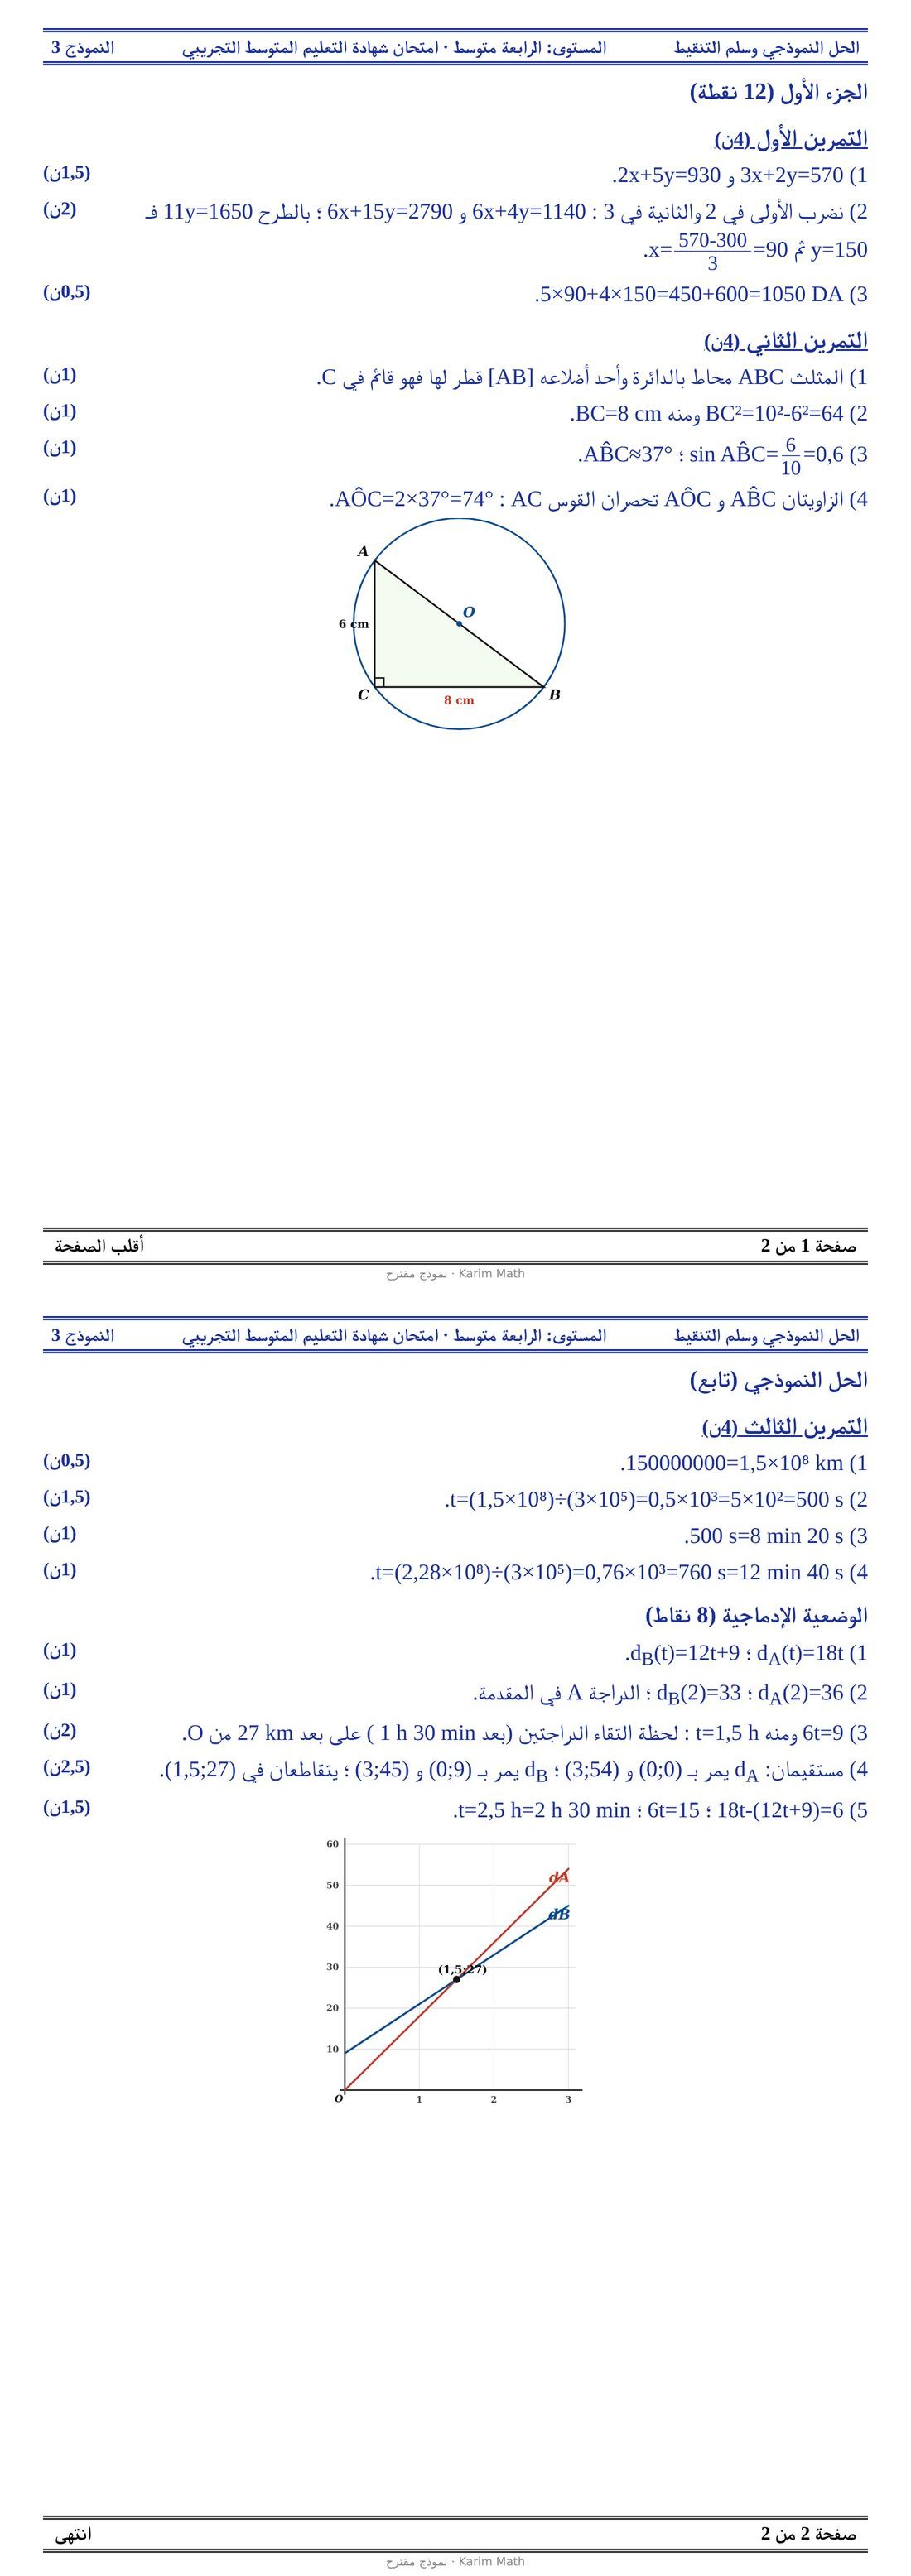 الحل النموذجي وسلم التنقيط المستوى: الرابعة متوسط · امتحان شهادة التعليم المتوسط التجريبي النموذج 3
الجزء الأول (12 نقطة)
التمرين الأول (4ن)
1) 3x+2y=570 و 2x+5y=930. (1,5ن)
2) نضرب الأولى في 2 والثانية في 3 : 6x+4y=1140 و 6x+15y=2790 ؛ بالطرح 11y=1650 فـ (2ن)
y=150 ثم x=\frac{570-300}{3}=90.
3) 5×90+4×150=450+600=1050 DA. (0,5ن)
التمرين الثاني (4ن)
1) المثلث ABC محاط بالدائرة وأحد أضلاعه [AB] قطر لها فهو قائم في C. (1ن)
2) BC²=10²-6²=64 ومنه BC=8 cm. (1ن)
3) sin AB̂C=\frac{6}{10}=0,6 ؛ AB̂C≈37°. (1ن)
4) الزاويتان AB̂C و AÔC تحصران القوس AC : AÔC=2×37°=74°. (1ن)
A
O
6 cm
C
B
8 cm
صفحة 1 من 2 أقلب الصفحة
Karim Math · نموذج مقترح
الحل النموذجي وسلم التنقيط المستوى: الرابعة متوسط · امتحان شهادة التعليم المتوسط التجريبي النموذج 3
الحل النموذجي (تابع)
التمرين الثالث (4ن)
1) 150000000=1,5×10⁸ km. (0,5ن)
2) t=(1,5×10⁸)÷(3×10⁵)=0,5×10³=5×10²=500 s. (1,5ن)
3) 500 s=8 min 20 s. (1ن)
4) t=(2,28×10⁸)÷(3×10⁵)=0,76×10³=760 s=12 min 40 s. (1ن)
الوضعية الإدماجية (8 نقاط)
1) d_A(t)=18t ؛ d_B(t)=12t+9. (1ن)
2) d_A(2)=36 ؛ d_B(2)=33 ؛ الدراجة A في المقدمة. (1ن)
3) 6t=9 ومنه t=1,5 h : لحظة التقاء الدراجتين (بعد 1 h 30 min ) على بعد 27 km من O. (2ن)
4) مستقيمان: d_A يمر بـ (0;0) و (3;54) ؛ d_B يمر بـ (0;9) و (3;45) ؛ يتقاطعان في (1,5;27). (2,5ن)
5) 18t-(12t+9)=6 ؛ 6t=15 ؛ t=2,5 h=2 h 30 min. (1,5ن)
60
dA
50
dB
40
30
(1,5;27)
20
10
O 1 2 3
صفحة 2 من 2 انتهى
Karim Math · نموذج مقترح